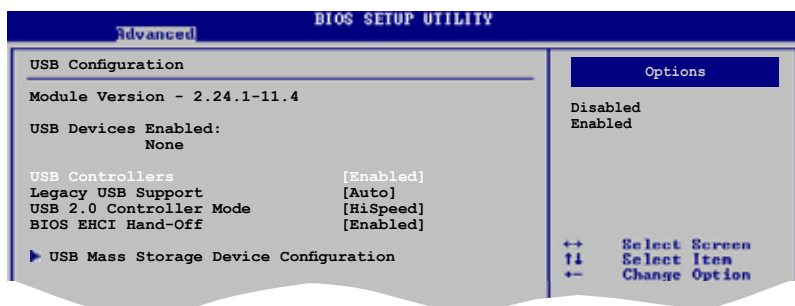 BIOS SETUP UTILITY
Advanced
USB Configuration
Module Version - 2.24.1-11.4
USB Devices Enabled:
None
USB Controllers [Enabled]
Legacy USB Support [Auto]
USB 2.0 Controller Mode [HiSpeed]
BIOS EHCI Hand-Off [Enabled]
USB Mass Storage Device Configuration
Options
Disabled
Enabled
↔ Select Screen
↑↓ Select Item
+- Change Option